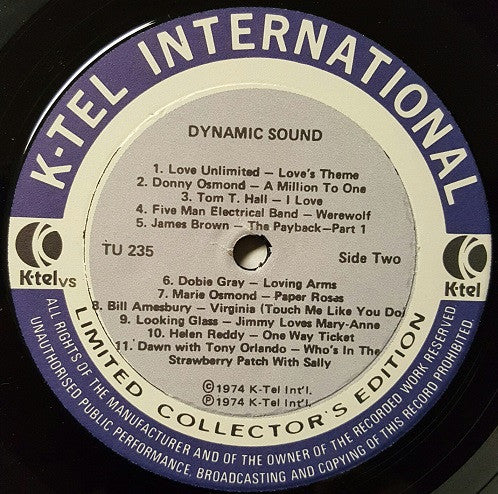 K-TEL INTERNATIONAL
DYNAMIC SOUND
1. Love Unlimited – Love's Theme
2. Donny Osmond – A Million To One
3. Tom T. Hall – I Love
4. Five Man Electrical Band – Werewolf
5. James Brown – The Payback–Part 1
TU 235
Side Two
K-tel vs
K-tel
6. Dobie Gray – Loving Arms
7. Marie Osmond – Paper Roses
8. Bill Amesbury – Virginia (Touch Me Like You Do)
9. Looking Glass – Jimmy Loves Mary-Anne
10. Helen Reddy – One Way Ticket
11. Dawn with Tony Orlando – Who's In The
Strawberry Patch With Sally
©1974 K-Tel Int'l.
℗1974 K-Tel Int'l.
LIMITED COLLECTOR'S EDITION
ALL RIGHTS OF THE MANUFACTURER AND OF THE OWNER OF THE RECORDED WORK RESERVED
UNAUTHORISED PUBLIC PERFORMANCE, BROADCASTING AND COPYING OF THIS RECORD PROHIBITED